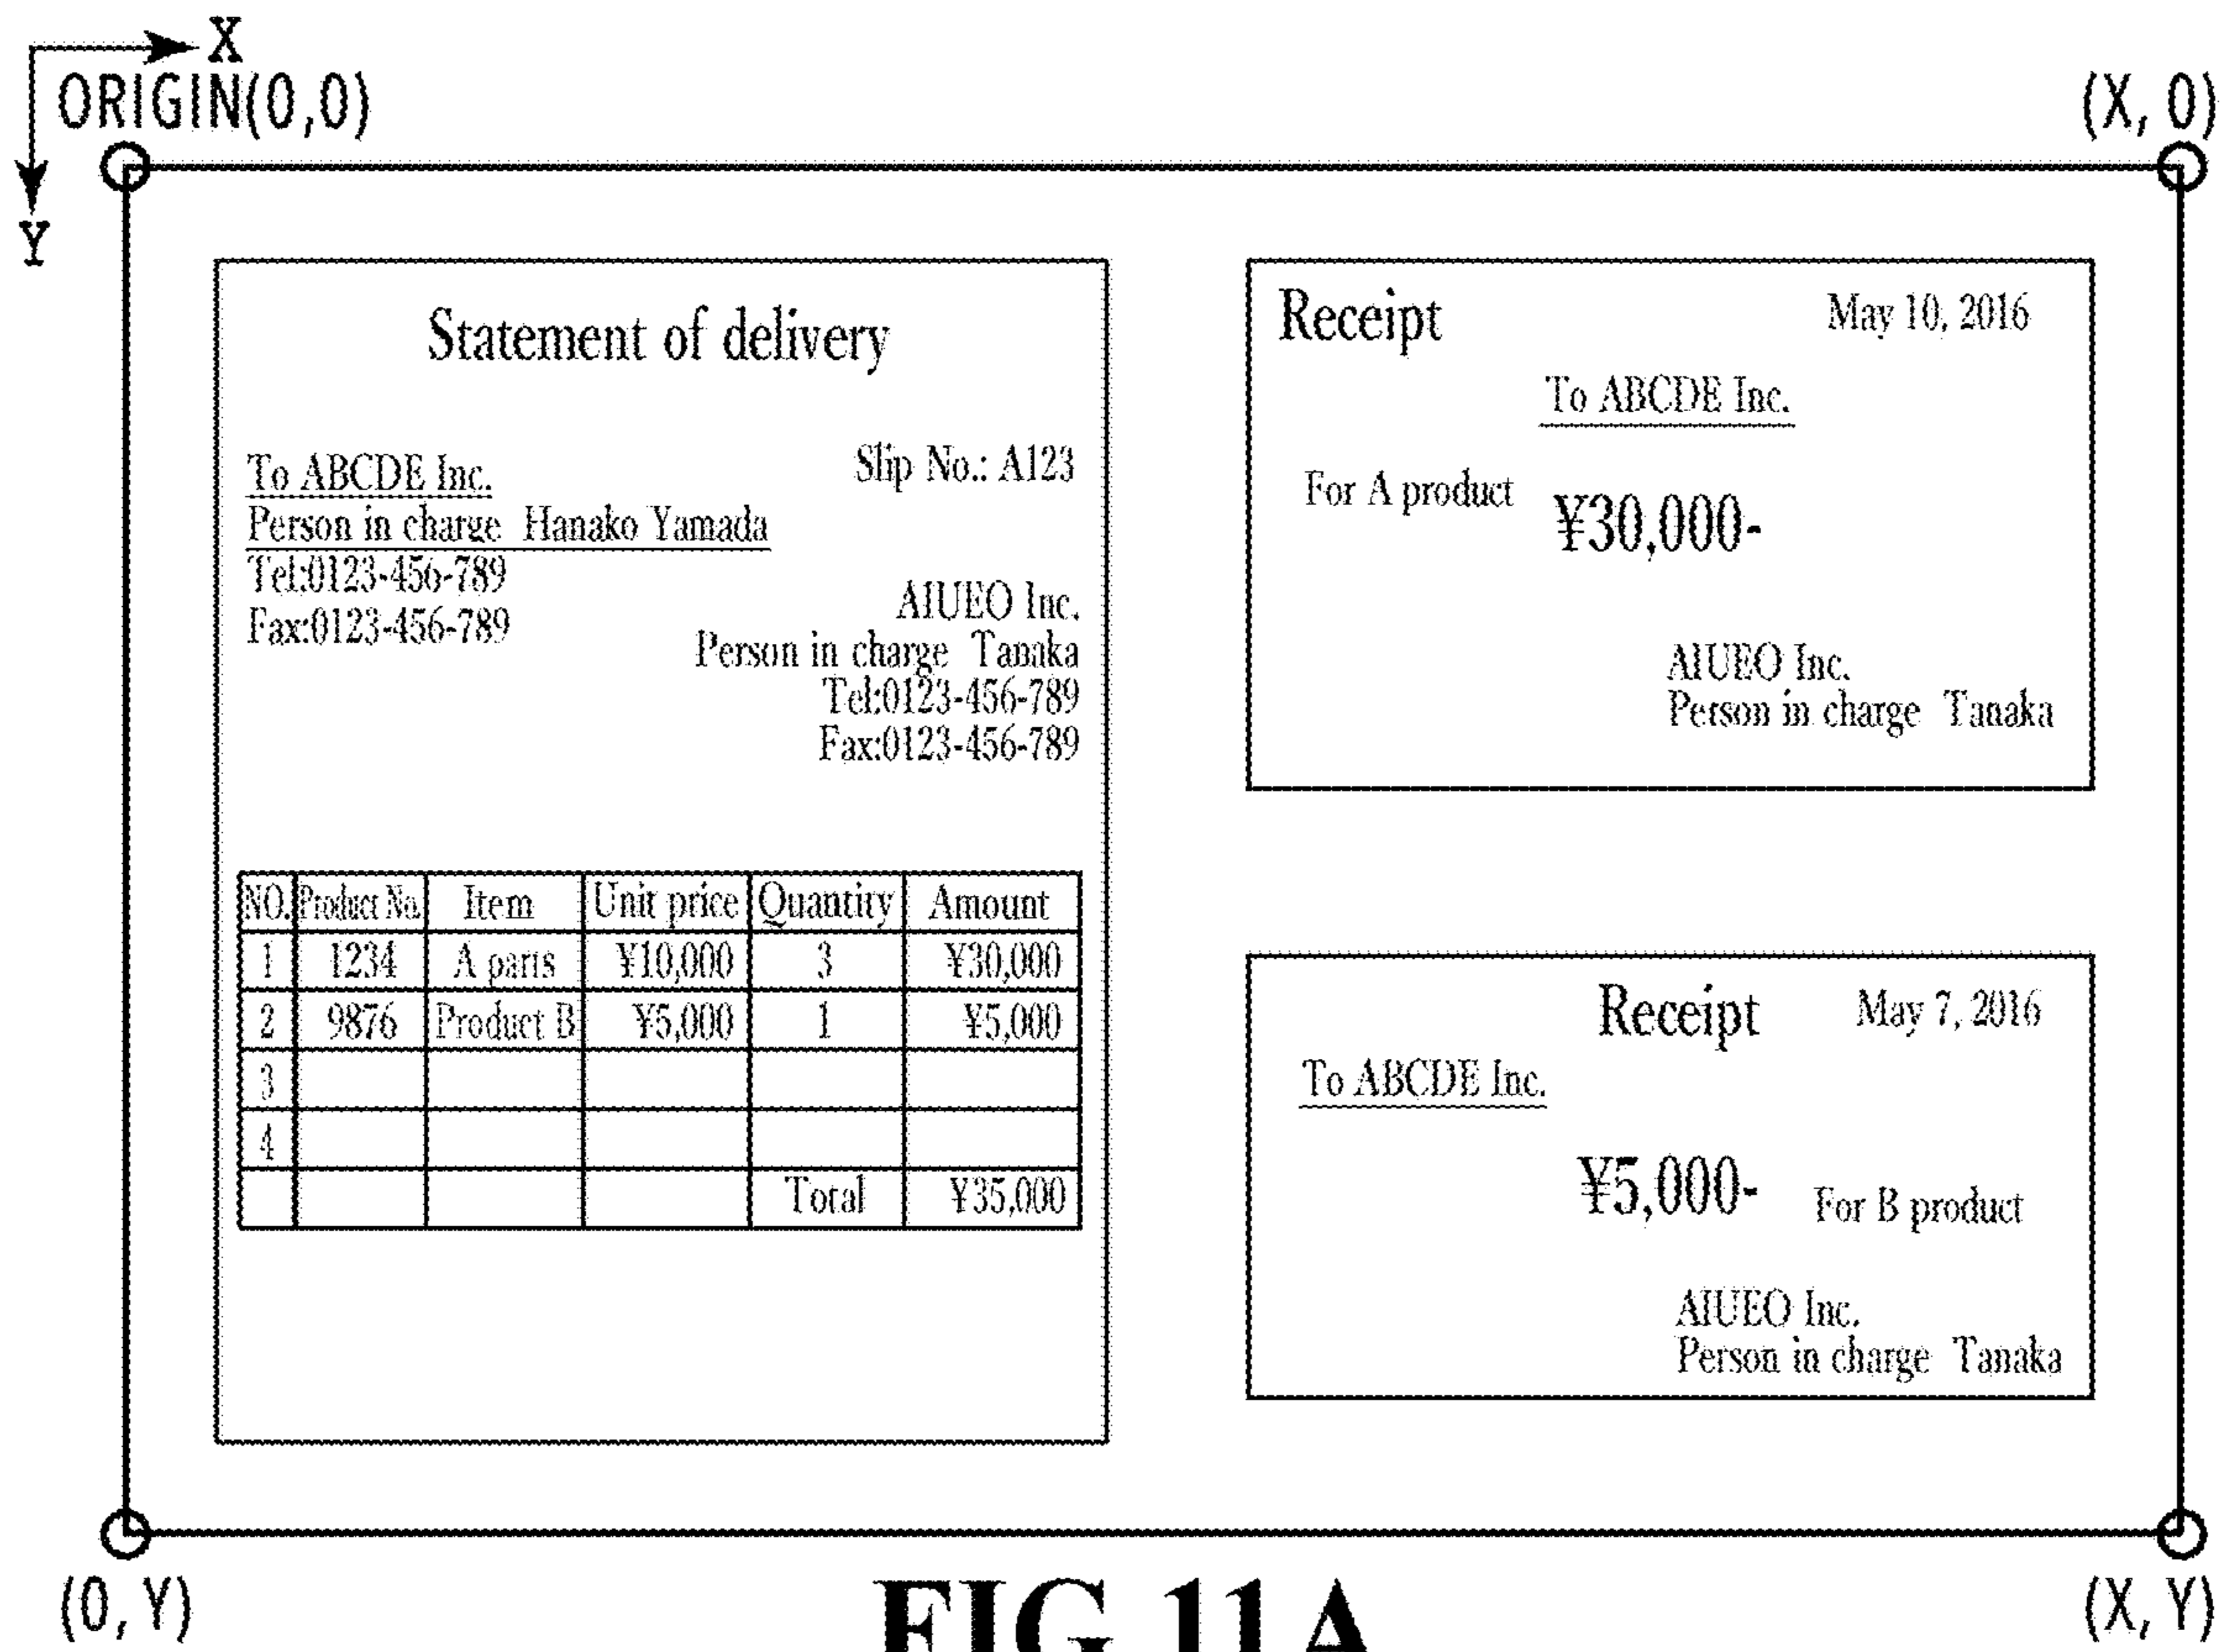 X
ORIGIN(0,0)
(X, 0)
Y
Statement of delivery
To ABCDE Inc.
Slip No.: A123
Person in charge Hanako Yamada
Tel:0123-456-789
Fax:0123-456-789
AIUEO Inc.
Person in charge Tanaka
Tel:0123-456-789
Fax:0123-456-789
NO. Product No. Item Unit price Quantity Amount
1 1234 A parts ¥10,000 3 ¥30,000
2 9876 Product B ¥5,000 1 ¥5,000
3
4
Total ¥35,000
Receipt May 10, 2016
To ABCDE Inc.
For A product ¥30,000-
AIUEO Inc.
Person in charge Tanaka
Receipt May 7, 2016
To ABCDE Inc.
¥5,000- For B product
AIUEO Inc.
Person in charge Tanaka
(0, Y)
(X, Y)
FIG.11A